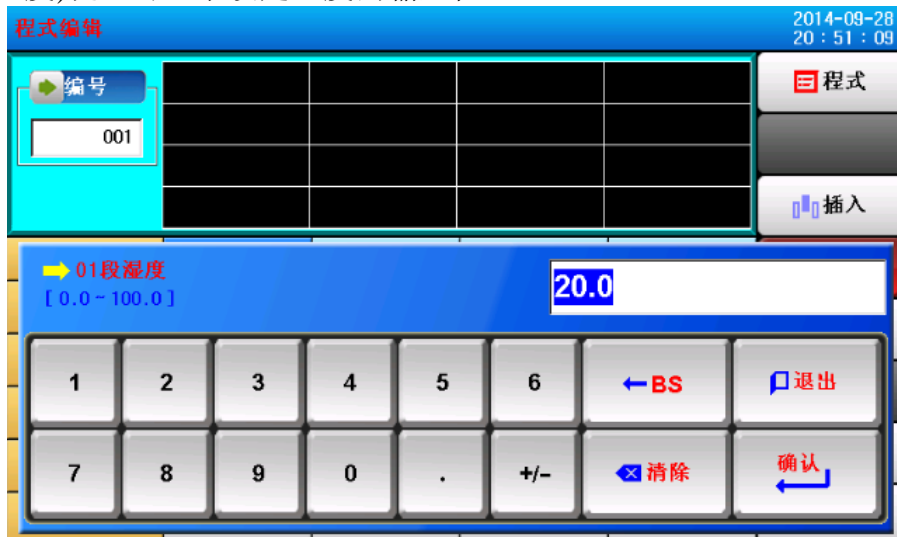 程式编辑
2014-09-28
20:51:09
编号
001
程式
插入
01段湿度
[ 0.0 ~ 100.0 ]
20.0
1 2 3 4 5 6 ←BS 退出
7 8 9 0 . +/- 清除 确认